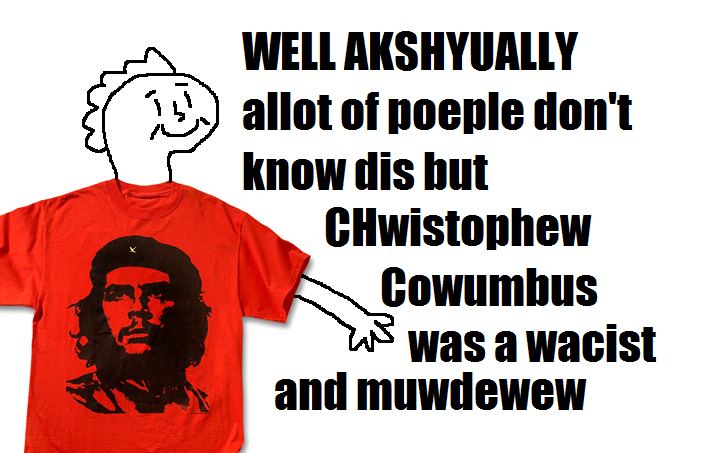 WELL AKSHYUALLY
allot of poeple don't
know dis but
CHwistophew
Cowumbus
was a wacist
and muwdewew